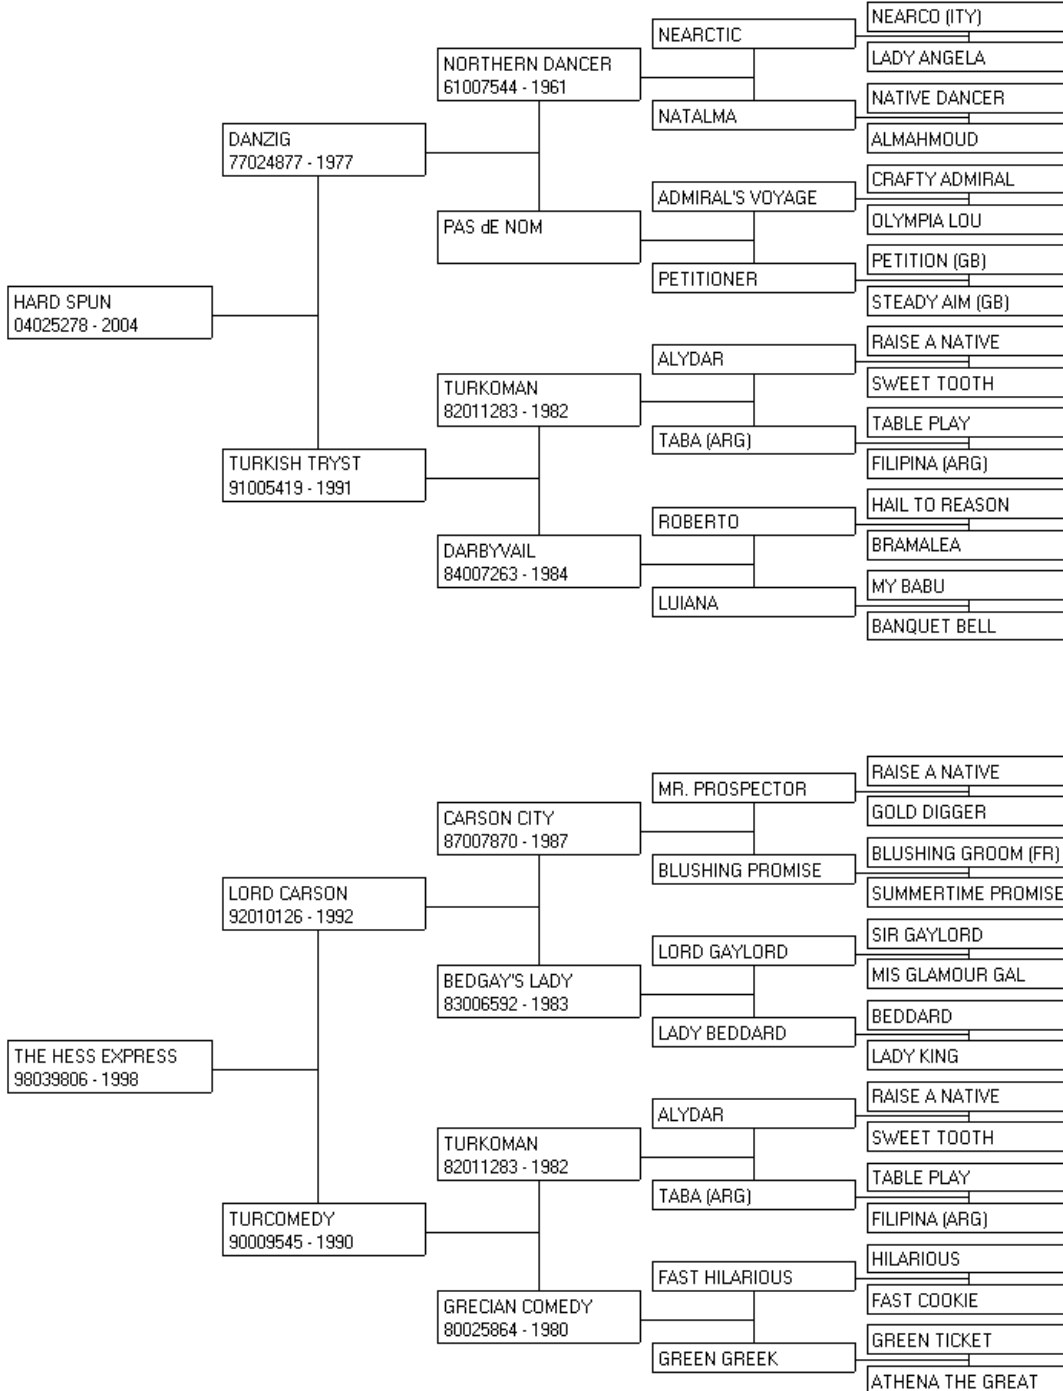 NEARCO (ITY)
NEARCTIC
LADY ANGELA
NORTHERN DANCER
61007544 - 1961
NATIVE DANCER
NATALMA
ALMAHMOUD
DANZIG
77024877 - 1977
CRAFTY ADMIRAL
ADMIRAL'S VOYAGE
OLYMPIA LOU
PAS dE NOM
PETITION (GB)
PETITIONER
STEADY AIM (GB)
HARD SPUN
04025278 - 2004
RAISE A NATIVE
ALYDAR
SWEET TOOTH
TURKOMAN
82011283 - 1982
TABLE PLAY
TABA (ARG)
FILIPINA (ARG)
TURKISH TRYST
91005419 - 1991
HAIL TO REASON
ROBERTO
BRAMALEA
DARBYVAIL
84007263 - 1984
MY BABU
LUIANA
BANQUET BELL
RAISE A NATIVE
MR. PROSPECTOR
GOLD DIGGER
CARSON CITY
87007870 - 1987
BLUSHING GROOM (FR)
BLUSHING PROMISE
SUMMERTIME PROMISE
LORD CARSON
92010126 - 1992
SIR GAYLORD
LORD GAYLORD
MIS GLAMOUR GAL
BEDGAY'S LADY
83006592 - 1983
BEDDARD
LADY BEDDARD
LADY KING
THE HESS EXPRESS
98039806 - 1998
RAISE A NATIVE
ALYDAR
SWEET TOOTH
TURKOMAN
82011283 - 1982
TABLE PLAY
TABA (ARG)
FILIPINA (ARG)
TURCOMEDY
90009545 - 1990
HILARIOUS
FAST HILARIOUS
FAST COOKIE
GRECIAN COMEDY
80025864 - 1980
GREEN TICKET
GREEN GREEK
ATHENA THE GREAT